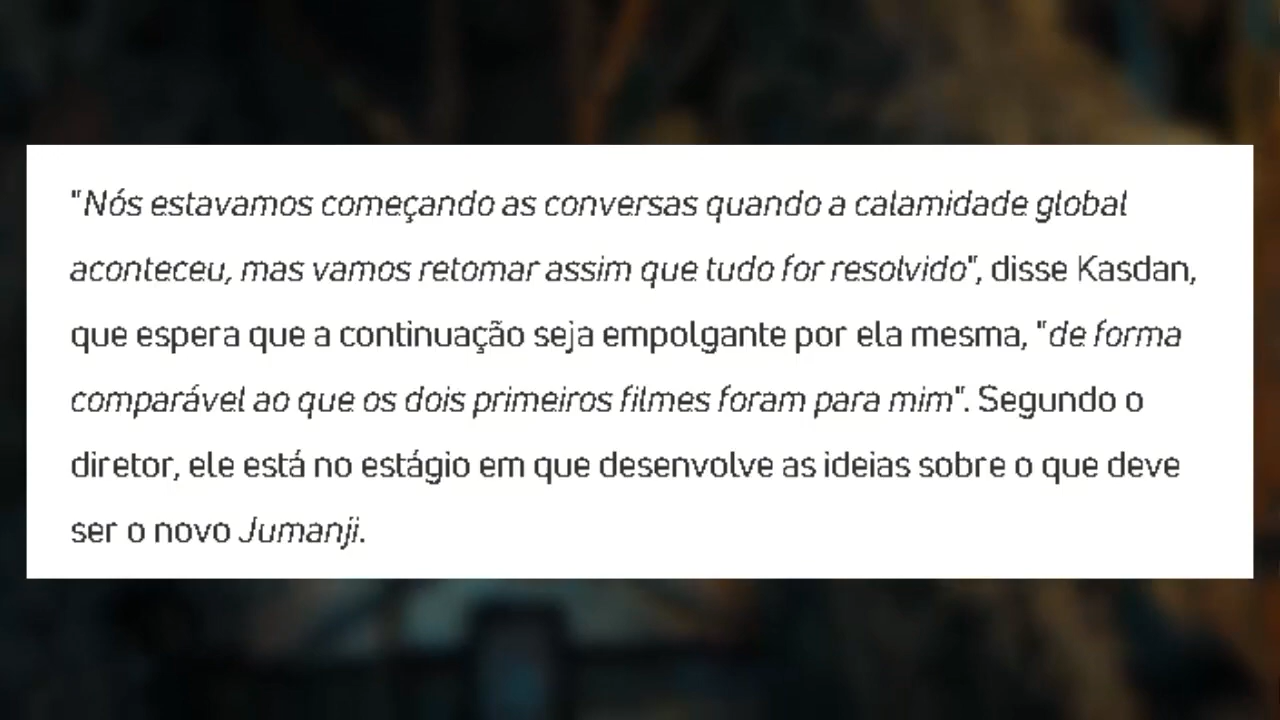 "Nós estavamos começando as conversas quando a calamidade global
aconteceu, mas vamos retomar assim que tudo for resolvido", disse Kasdan,
que espera que a continuação seja empolgante por ela mesma, "de forma
comparável ao que os dois primeiros filmes foram para mim". Segundo o
diretor, ele está no estágio em que desenvolve as ideias sobre o que deve
ser o novo Jumanji.